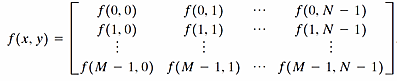 f(0, 0) f(0, 1) ⋯ f(0, N − 1)
f(x, y) = f(1, 0) f(1, 1) ⋯ f(1, N − 1)
⋮ ⋮ ⋮
f(M − 1, 0) f(M − 1, 1) ⋯ f(M − 1, N − 1)